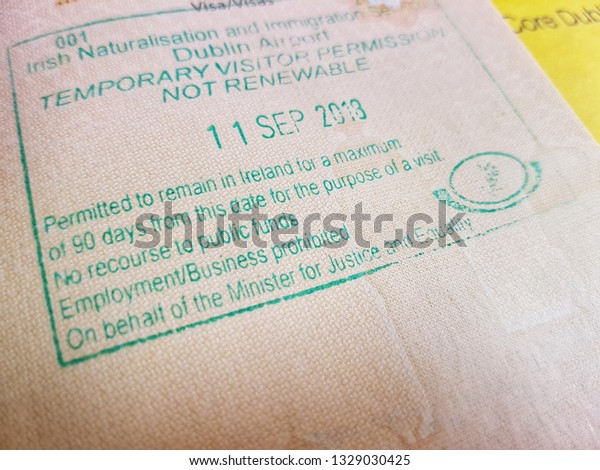 Visa/Visas
001
Irish Naturalisation and Immigration
Dublin Airport
TEMPORARY VISITOR PERMISSION
NOT RENEWABLE
11 SEP 2018
Permitted to remain in Ireland for a maximum
of 90 days from this date for the purpose of a visit.
No recourse to public funds
Employment/Business prohibited
On behalf of the Minister for Justice and Equality
Core Dubl
shutterstock
shutterstock.com · 1329030425